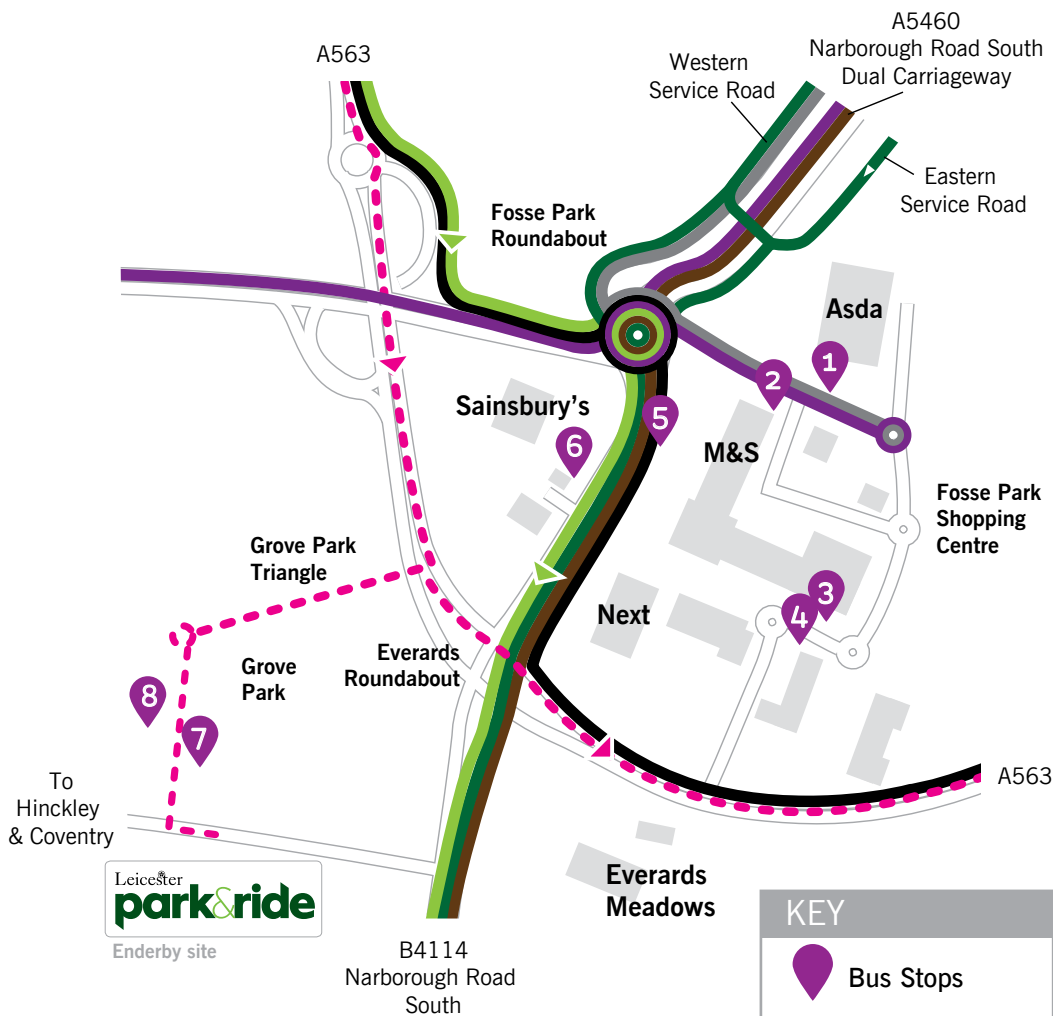 A5460
Narborough Road South
Dual Carriageway
A563
Western
Service Road
Eastern
Service Road
Fosse Park
Roundabout
Asda
1
2
Sainsbury's
5
6
M&S
Fosse Park
Shopping
Centre
Grove Park
Triangle
3
4
Next
Everards
Roundabout
Grove
Park
8
7
To
Hinckley
& Coventry
A563
Leicester
park&ride
Enderby site
Everards
Meadows
B4114
Narborough Road
South
KEY
Bus Stops